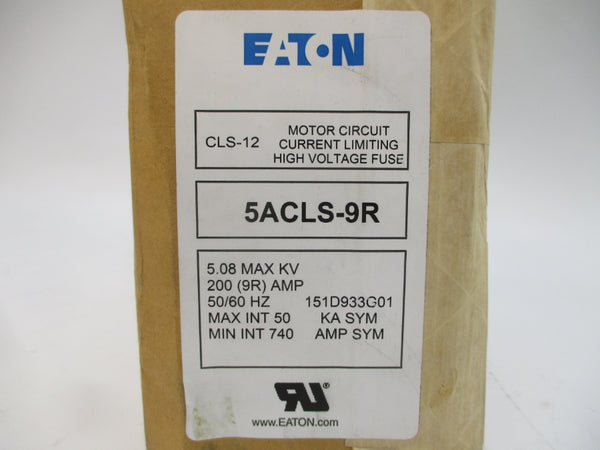 EATON
CLS-12 MOTOR CIRCUIT
CURRENT LIMITING
HIGH VOLTAGE FUSE
5ACLS-9R
5.08 MAX KV
200 (9R) AMP
50/60 HZ 151D933G01
MAX INT 50 KA SYM
MIN INT 740 AMP SYM
RU®
www.EATON.com